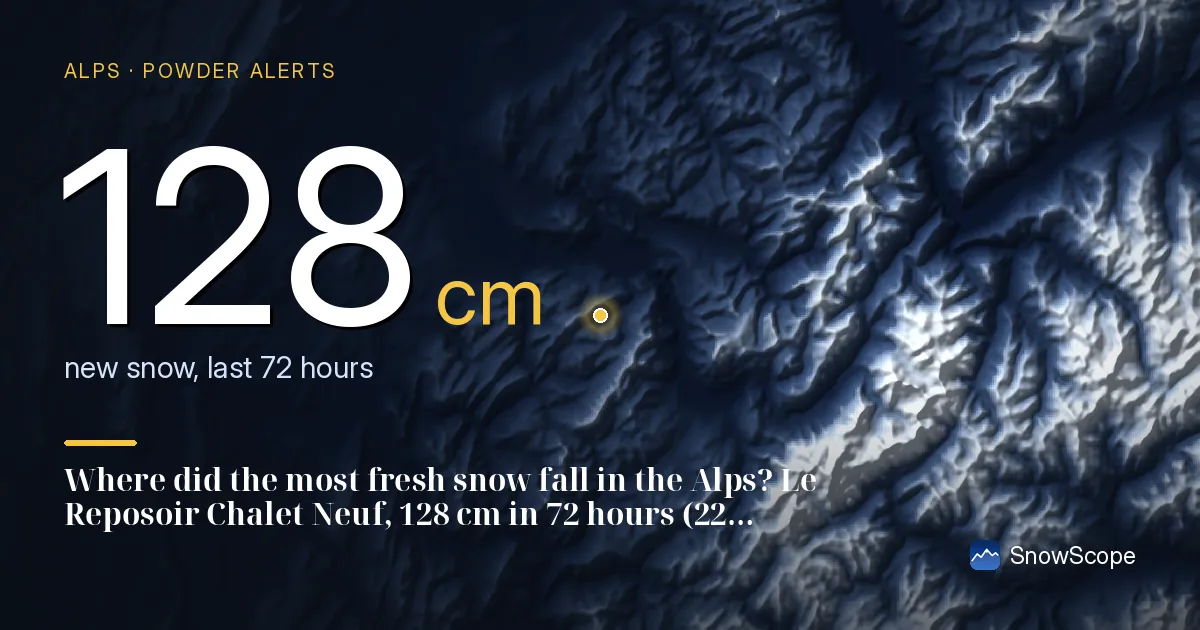 ALPS · POWDER ALERTS
128 cm
new snow, last 72 hours
Where did the most fresh snow fall in the Alps? Le
Reposoir Chalet Neuf, 128 cm in 72 hours (22...
SnowScope